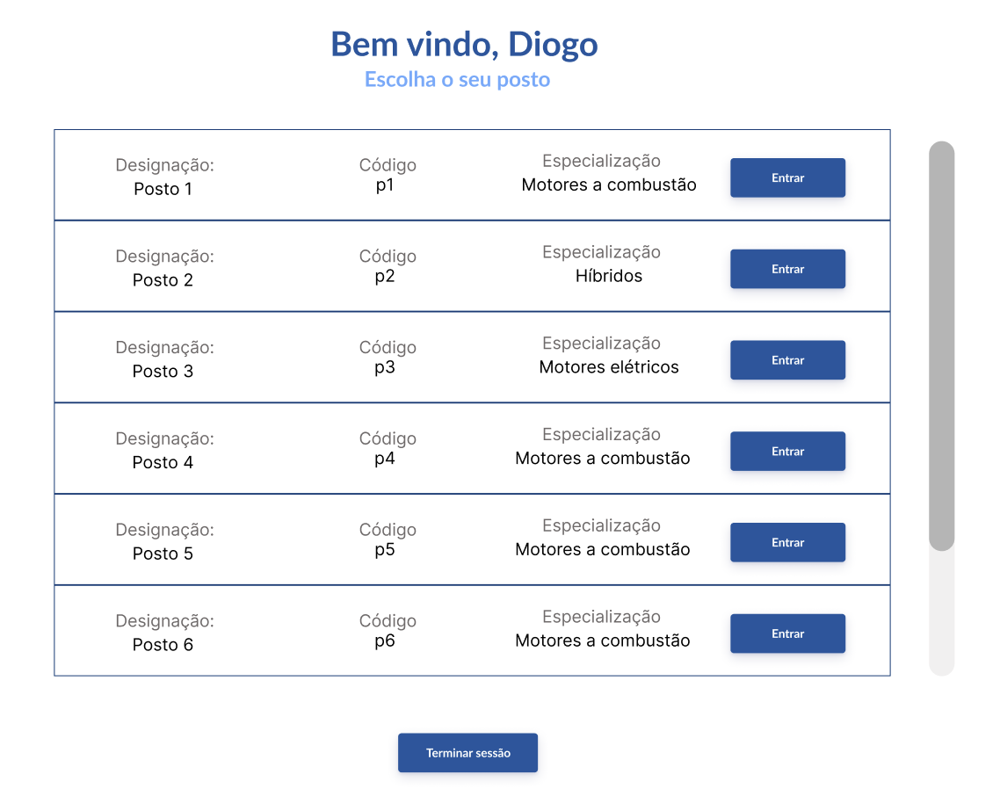 Bem vindo, Diogo
Escolha o seu posto
Designação:
Posto 1
Código
p1
Especialização
Motores a combustão
Entrar
Designação:
Posto 2
Código
p2
Especialização
Híbridos
Entrar
Designação:
Posto 3
Código
p3
Especialização
Motores elétricos
Entrar
Designação:
Posto 4
Código
p4
Especialização
Motores a combustão
Entrar
Designação:
Posto 5
Código
p5
Especialização
Motores a combustão
Entrar
Designação:
Posto 6
Código
p6
Especialização
Motores a combustão
Entrar
Terminar sessão